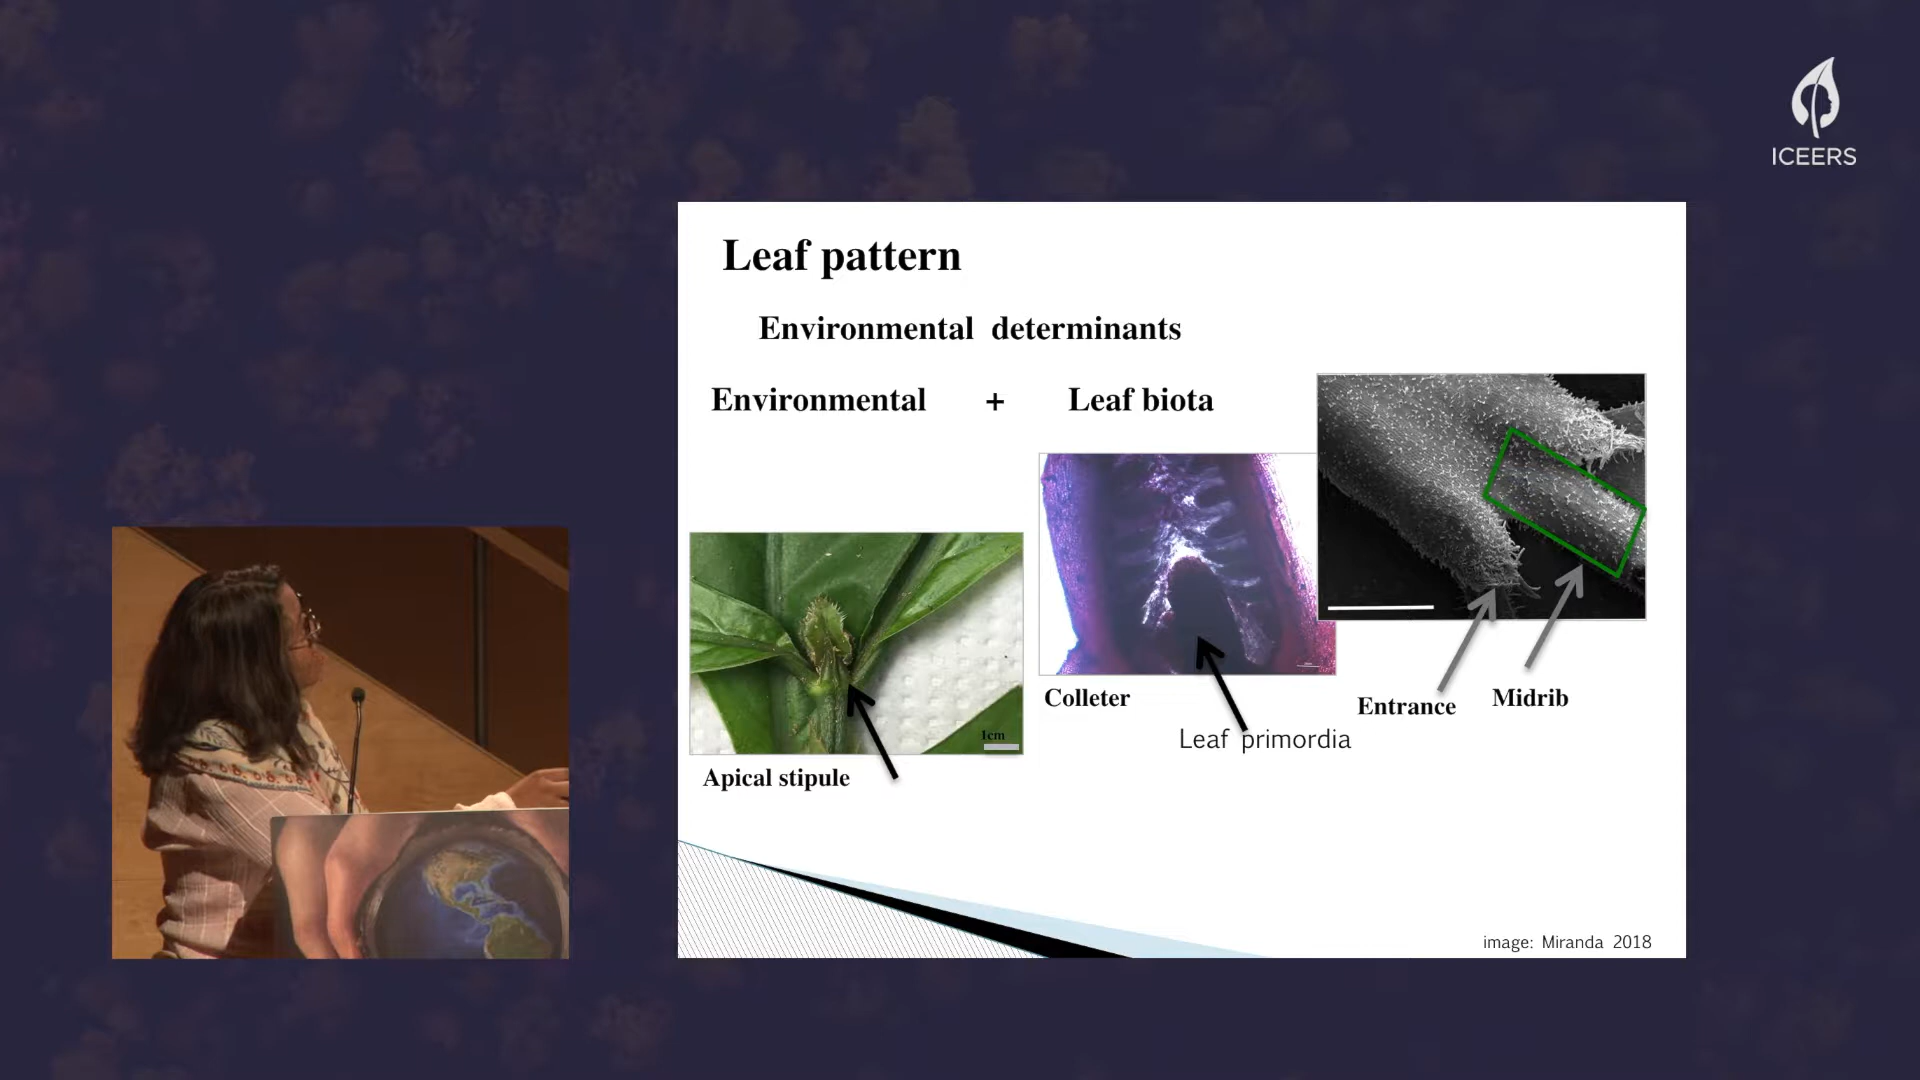 ICEERS
Leaf pattern
Environmental determinants
Environmental + Leaf biota
1cm
Colleter
Entrance
Midrib
Leaf primordia
Apical stipule
image: Miranda 2018